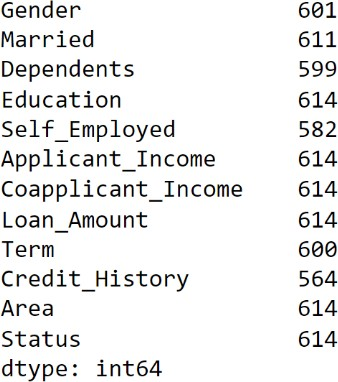 Gender 601
Married 611
Dependents 599
Education 614
Self_Employed 582
Applicant_Income 614
Coapplicant_Income 614
Loan_Amount 614
Term 600
Credit_History 564
Area 614
Status 614
dtype: int64